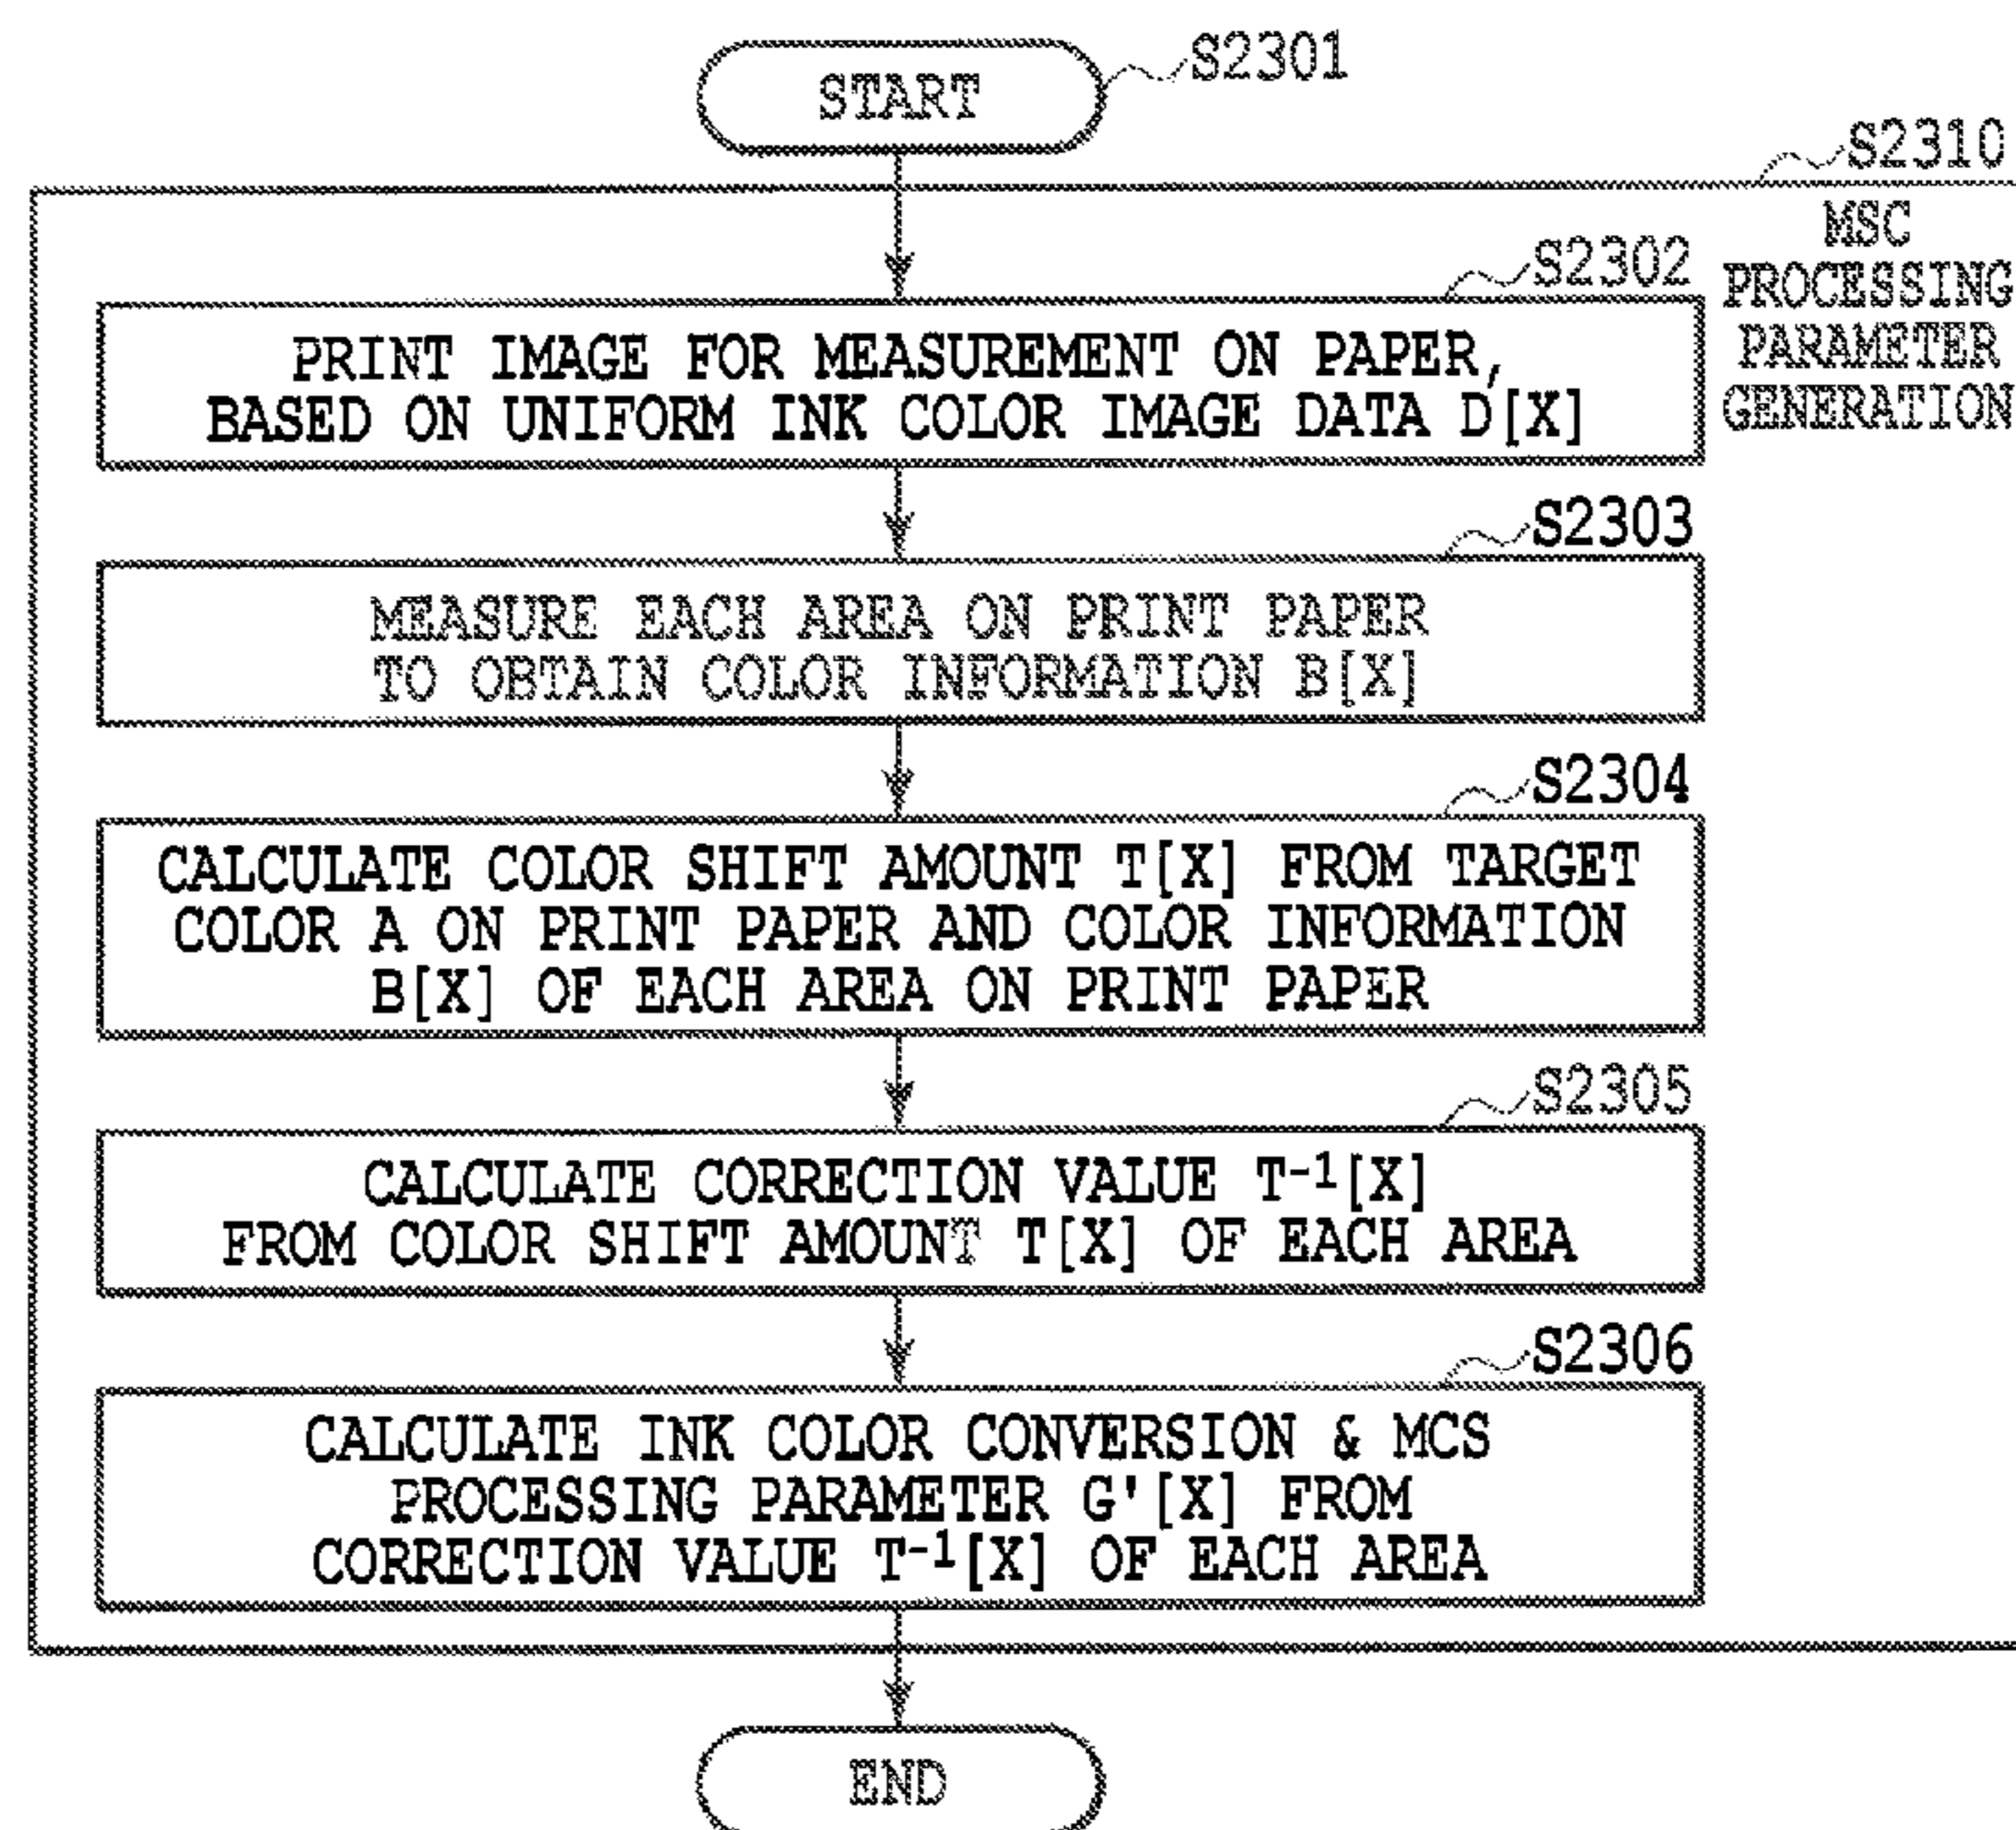 START
S2301
S2310
MSC
PROCESSING
PARAMETER
GENERATION
S2302
PRINT IMAGE FOR MEASUREMENT ON PAPER,
BASED ON UNIFORM INK COLOR IMAGE DATA D[X]
S2303
MEASURE EACH AREA ON PRINT PAPER
TO OBTAIN COLOR INFORMATION B[X]
S2304
CALCULATE COLOR SHIFT AMOUNT T[X] FROM TARGET
COLOR A ON PRINT PAPER AND COLOR INFORMATION
B[X] OF EACH AREA ON PRINT PAPER
S2305
CALCULATE CORRECTION VALUE T⁻¹[X]
FROM COLOR SHIFT AMOUNT T[X] OF EACH AREA
S2306
CALCULATE INK COLOR CONVERSION & MCS
PROCESSING PARAMETER G'[X] FROM
CORRECTION VALUE T⁻¹[X] OF EACH AREA
END